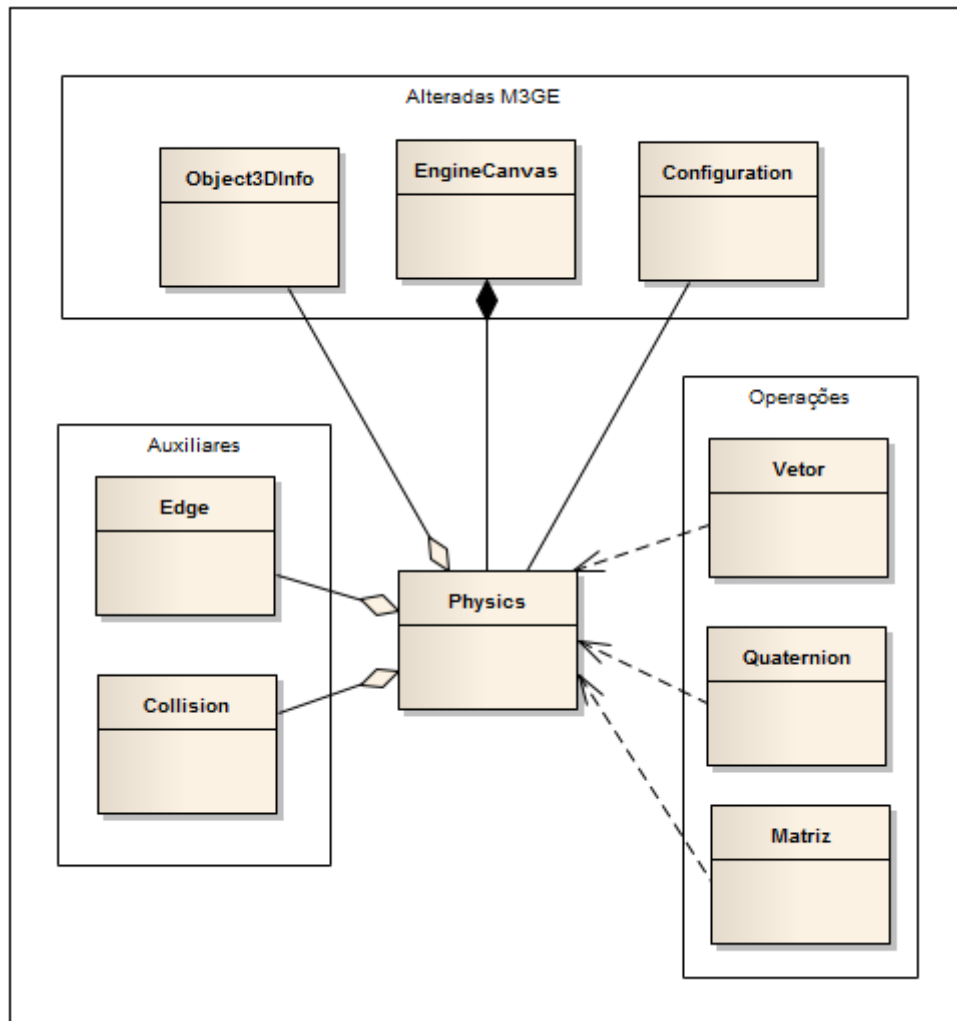 Alteradas M3GE
Object3DInfo
EngineCanvas
Configuration
Operações
Auxiliares
Vetor
Edge
Physics
Quaternion
Collision
Matriz